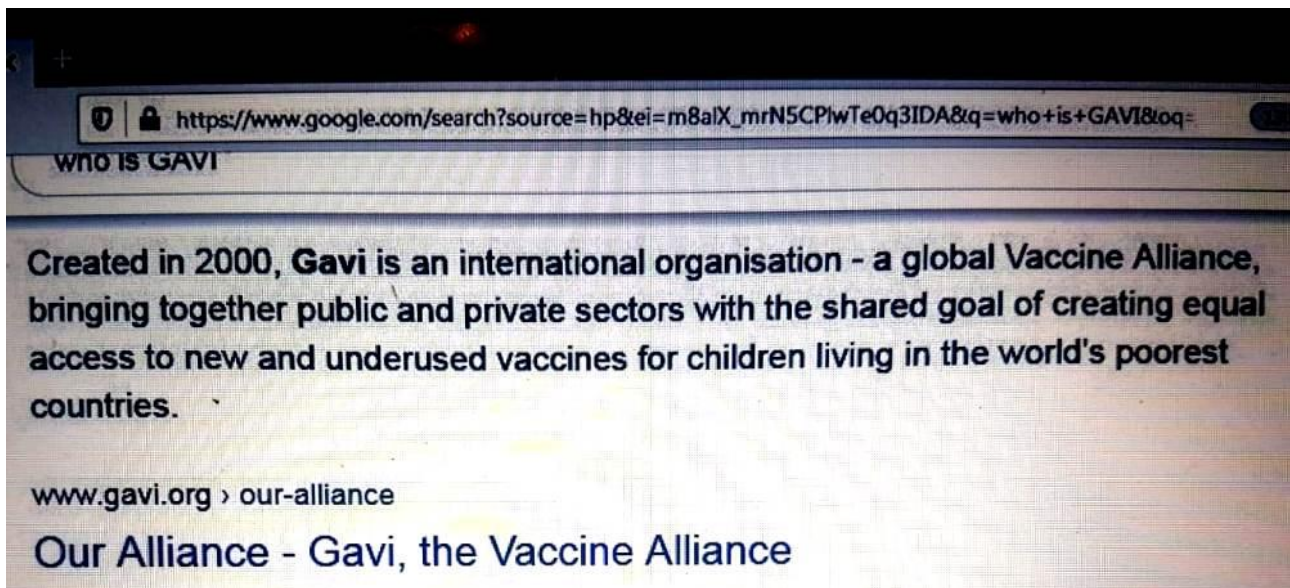 https://www.google.com/search?source=hp&ei=m8alX_mrN5CPlwTe0q3IDA&q=who+is+GAVI&oq=
who is GAVI
Created in 2000, Gavi is an international organisation - a global Vaccine Alliance,
bringing together public and private sectors with the shared goal of creating equal
access to new and underused vaccines for children living in the world's poorest
countries.
www.gavi.org › our-alliance
Our Alliance - Gavi, the Vaccine Alliance